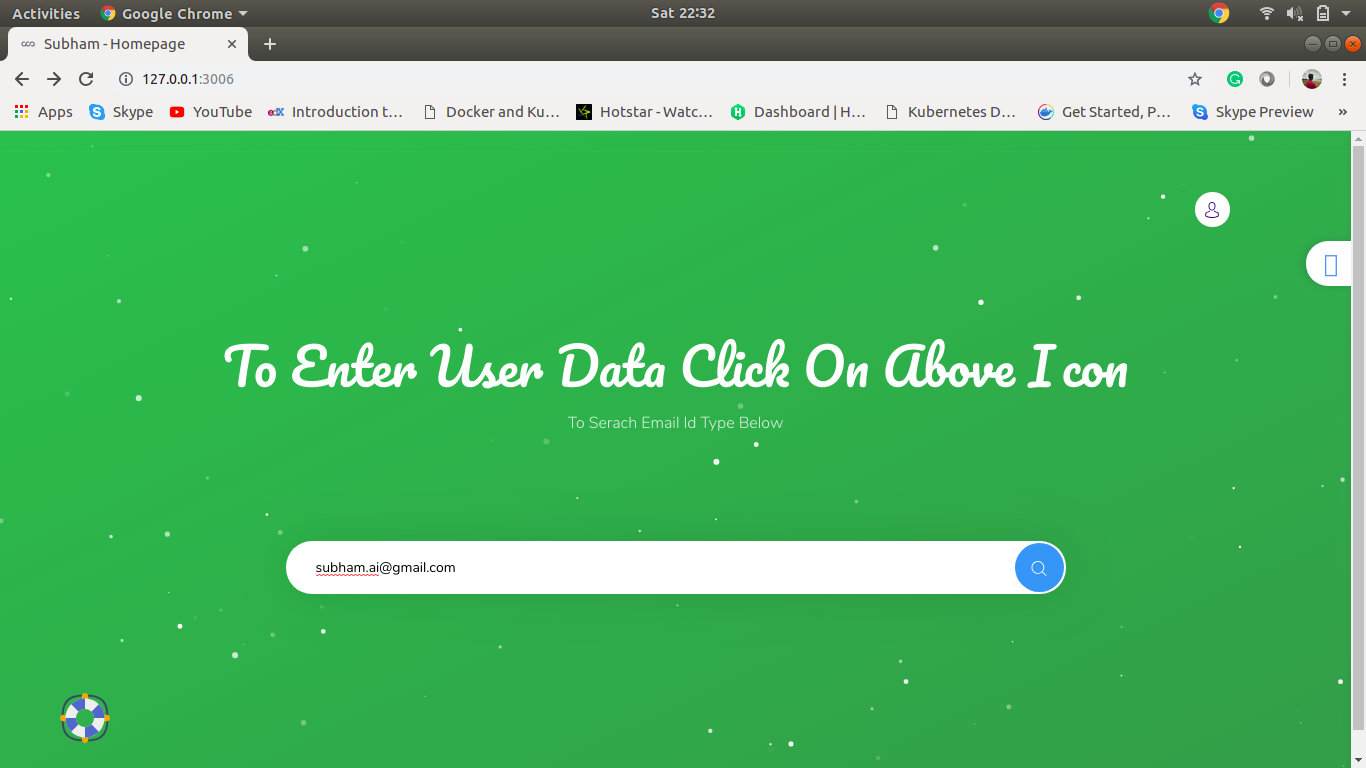 Activities Google Chrome Sat 22:32
Subham - Homepage
127.0.0.1:3006
Apps Skype YouTube Introduction t... Docker and Ku... Hotstar - Watc... Dashboard | H... Kubernetes D... Get Started, P... Skype Preview »
To Enter User Data Click On Above I con
To Serach Email Id Type Below
subham.ai@gmail.com